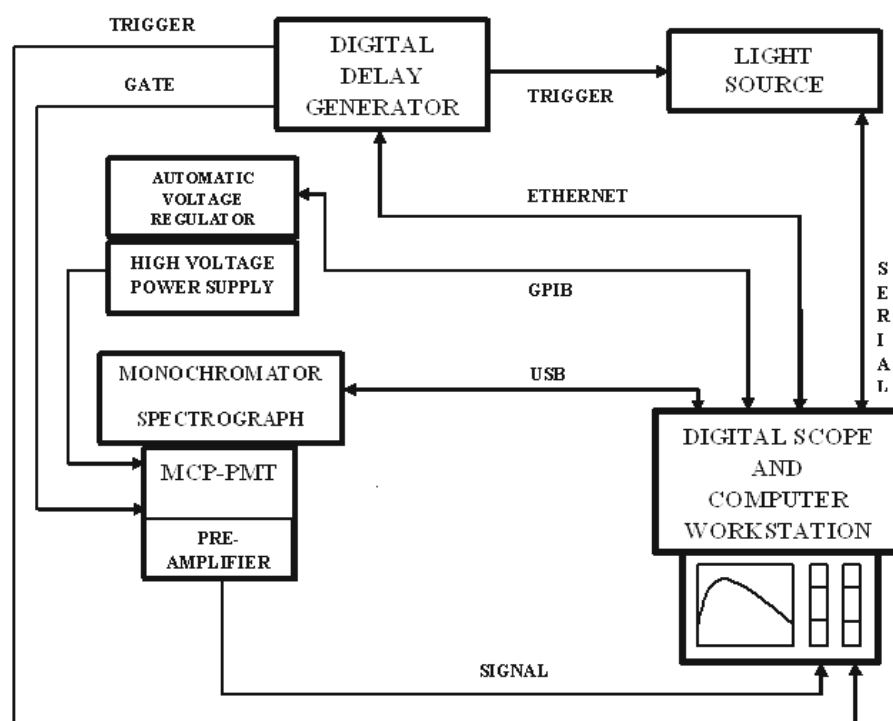 TRIGGER
DIGITAL
DELAY
GENERATOR
LIGHT
SOURCE
GATE
TRIGGER
AUTOMATIC
VOLTAGE
REGULATOR
ETHERNET
HIGH VOLTAGE
POWER SUPPLY
GPIB
SERIAL
MONOCHROMATOR
SPECTROGRAPH
USB
DIGITAL SCOPE
AND
COMPUTER
WORKSTATION
MCP-PMT
PRE-
AMPLIFIER
SIGNAL